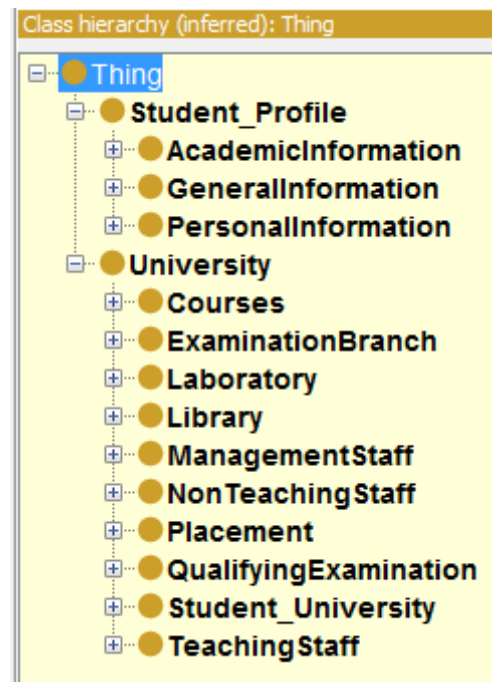 Class hierarchy (inferred): Thing
Thing
Student_Profile
AcademicInformation
GeneralInformation
PersonalInformation
University
Courses
ExaminationBranch
Laboratory
Library
ManagementStaff
NonTeachingStaff
Placement
QualifyingExamination
Student_University
TeachingStaff